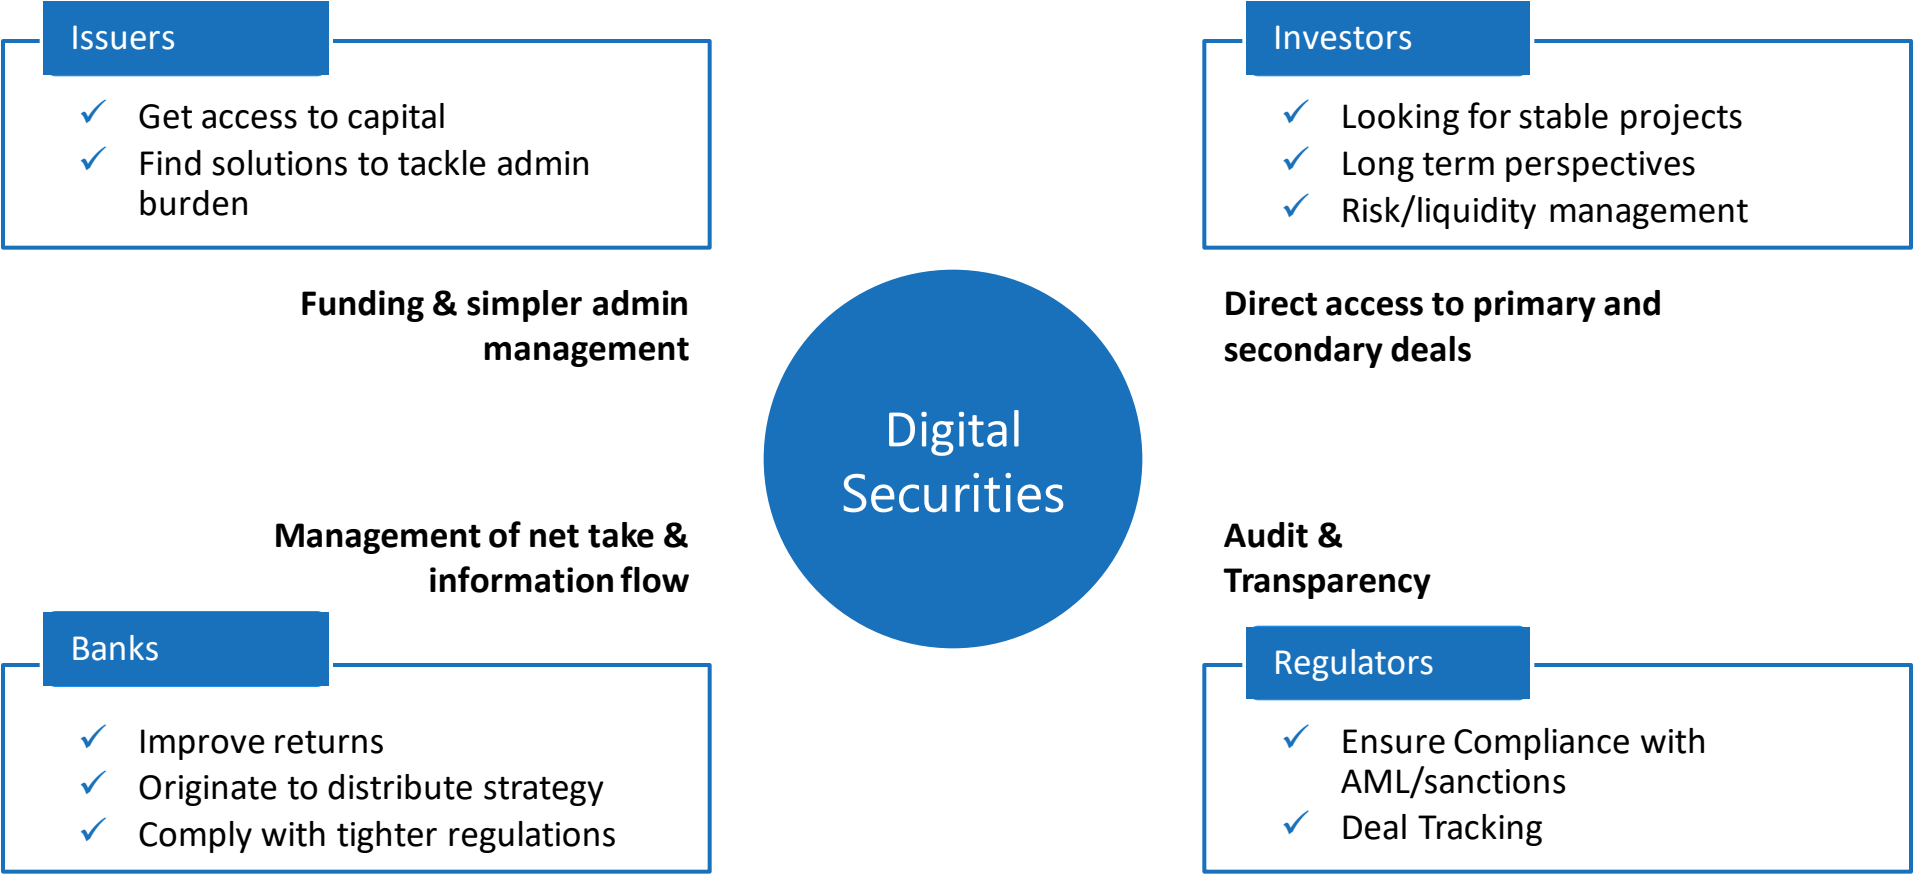 Issuers
Get access to capital
Find solutions to tackle admin
burden
Investors
Looking for stable projects
Long term perspectives
Risk/liquidity management
Funding & simpler admin
management
Direct access to primary and
secondary deals
Digital
Securities
Management of net take &
information flow
Audit &
Transparency
Banks
Improve returns
Originate to distribute strategy
Comply with tighter regulations
Regulators
Ensure Compliance with
AML/sanctions
Deal Tracking